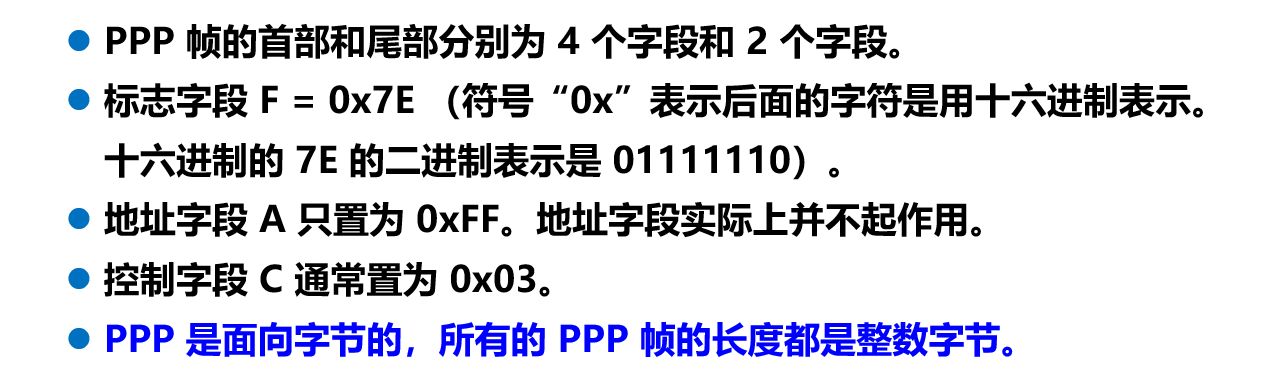 ● PPP 帧的首部和尾部分别为 4 个字段和 2 个字段。
● 标志字段 F = 0x7E （符号“0x”表示后面的字符是用十六进制表示。
十六进制的 7E 的二进制表示是 01111110）。
● 地址字段 A 只置为 0xFF。地址字段实际上并不起作用。
● 控制字段 C 通常置为 0x03。
● PPP 是面向字节的，所有的 PPP 帧的长度都是整数字节。